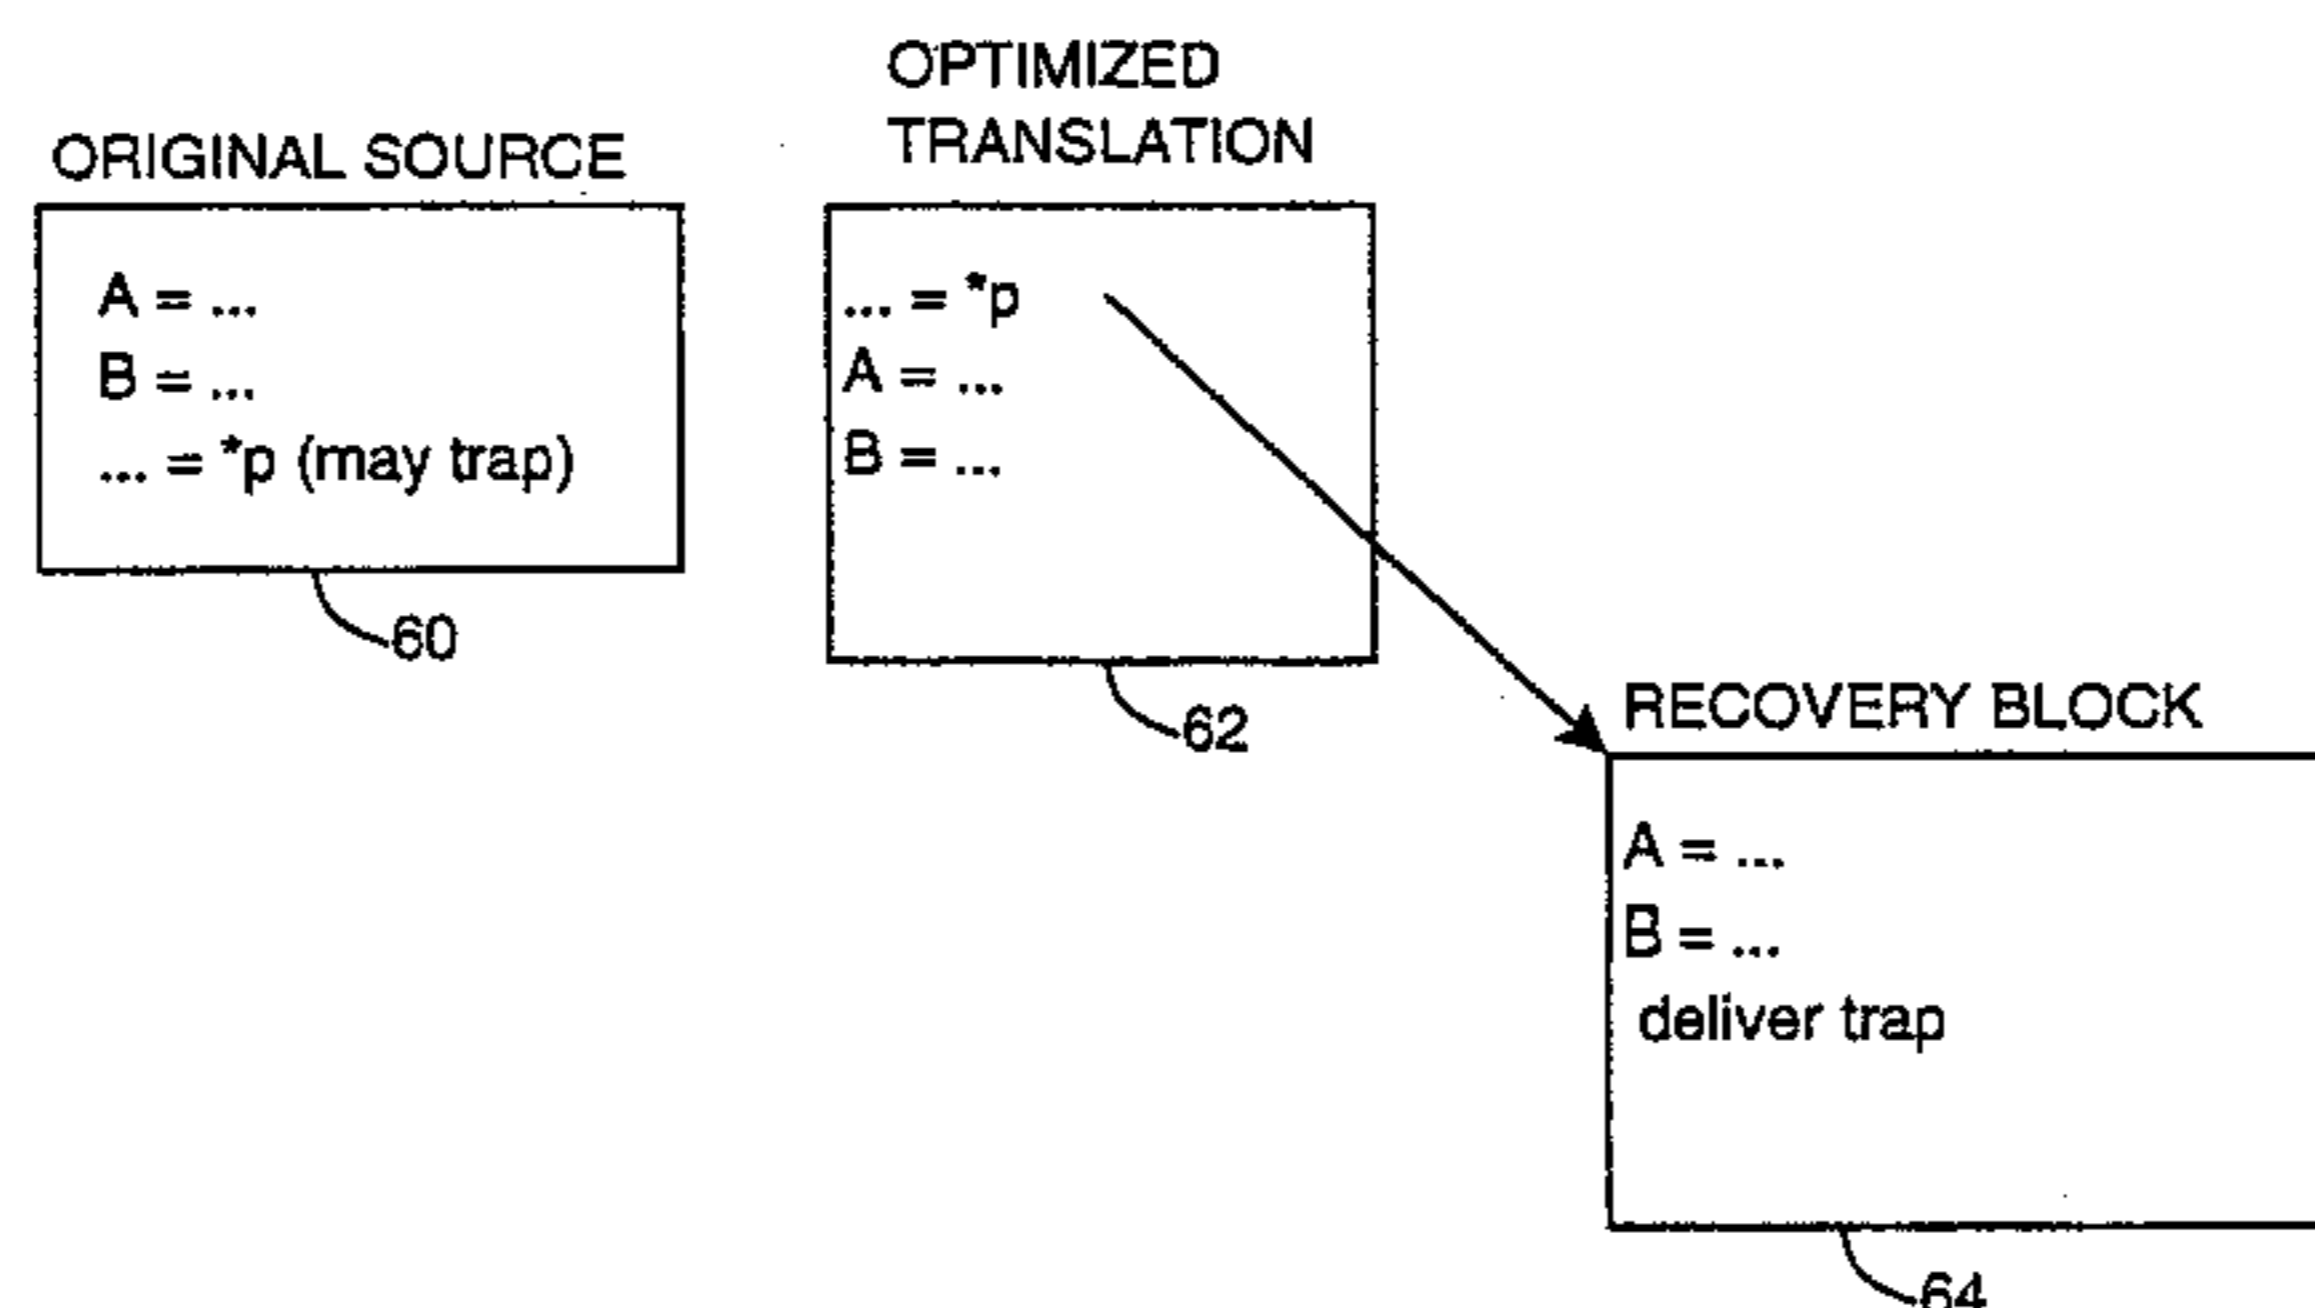 ORIGINAL SOURCE
A = ...
B = ...
... = *p (may trap)
60
OPTIMIZED
TRANSLATION
... = *p
A = ...
B = ...
62
RECOVERY BLOCK
A = ...
B = ...
deliver trap
64